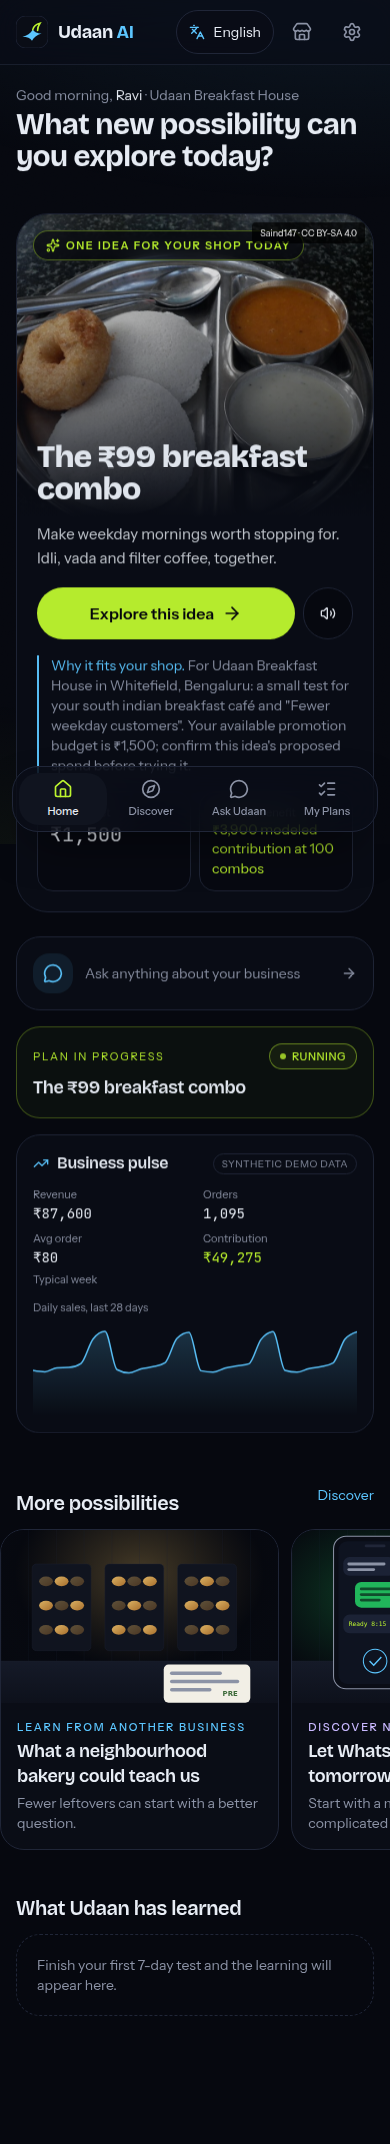 Udaan AI
English
Good morning, Ravi · Udaan Breakfast House
What new possibility can
you explore today?
Saind147 · CC BY-SA 4.0
ONE IDEA FOR YOUR SHOP TODAY
The ₹99 breakfast
combo
Make weekday mornings worth stopping for.
Idli, vada and filter coffee, together.
Explore this idea
Why it fits your shop. For Udaan Breakfast
House in Whitefield, Bengaluru: a small test for
your south indian breakfast café and "Fewer
weekday customers". Your available promotion
budget is ₹1,500; confirm this idea's proposed
spend before trying it.
Home
Discover
Ask Udaan
My Plans
₹1,500
₹3,900 modeled
contribution at 100
combos
Ask anything about your business
PLAN IN PROGRESS
RUNNING
The ₹99 breakfast combo
Business pulse
SYNTHETIC DEMO DATA
Revenue
Orders
₹87,600
1,095
Avg order
Contribution
₹80
₹49,275
Typical week
Daily sales, last 28 days
More possibilities
Discover
PRE
Ready 8:15
LEARN FROM ANOTHER BUSINESS
What a neighbourhood
bakery could teach us
Fewer leftovers can start with a better
question.
DISCOVER N
Let Whats
tomorrow
Start with a
complicated
What Udaan has learned
Finish your first 7-day test and the learning will
appear here.